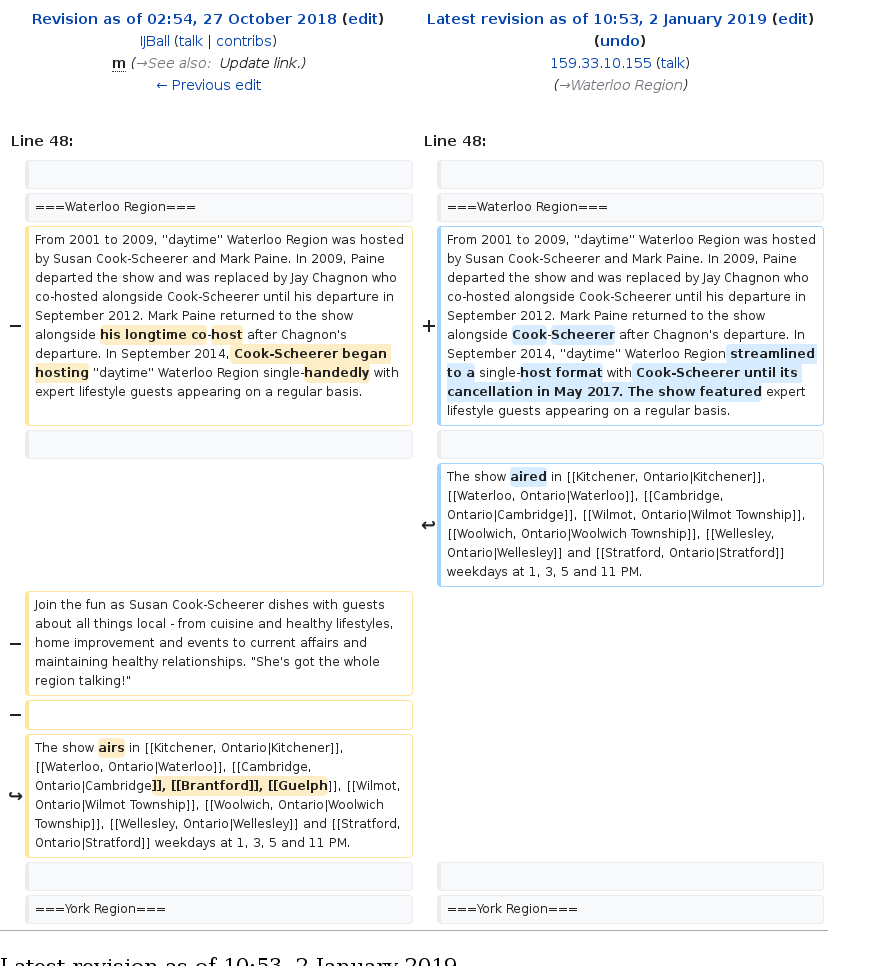 Revision as of 02:54, 27 October 2018 (edit)
IJBall (talk | contribs)
m (→See also: Update link.)
← Previous edit
Latest revision as of 10:53, 2 January 2019 (edit)
(undo)
159.33.10.155 (talk)
(→Waterloo Region)
Line 48:
Line 48:
===Waterloo Region===
===Waterloo Region===
−
From 2001 to 2009, "daytime" Waterloo Region was hosted
by Susan Cook-Scheerer and Mark Paine. In 2009, Paine
departed the show and was replaced by Jay Chagnon who
co-hosted alongside Cook-Scheerer until his departure in
September 2012. Mark Paine returned to the show
alongside his longtime co-host after Chagnon's
departure. In September 2014, Cook-Scheerer began
hosting "daytime" Waterloo Region single-handedly with
expert lifestyle guests appearing on a regular basis.
+
From 2001 to 2009, "daytime" Waterloo Region was hosted
by Susan Cook-Scheerer and Mark Paine. In 2009, Paine
departed the show and was replaced by Jay Chagnon who
co-hosted alongside Cook-Scheerer until his departure in
September 2012. Mark Paine returned to the show
alongside Cook-Scheerer after Chagnon's departure. In
September 2014, "daytime" Waterloo Region streamlined
to a single-host format with Cook-Scheerer until its
cancellation in May 2017. The show featured expert
lifestyle guests appearing on a regular basis.
↩
The show aired in [[Kitchener, Ontario|Kitchener]],
[[Waterloo, Ontario|Waterloo]], [[Cambridge,
Ontario|Cambridge]], [[Wilmot, Ontario|Wilmot Township]],
[[Woolwich, Ontario|Woolwich Township]], [[Wellesley,
Ontario|Wellesley]] and [[Stratford, Ontario|Stratford]]
weekdays at 1, 3, 5 and 11 PM.
−
Join the fun as Susan Cook-Scheerer dishes with guests
about all things local - from cuisine and healthy lifestyles,
home improvement and events to current affairs and
maintaining healthy relationships. "She's got the whole
region talking!"
−
↪
The show airs in [[Kitchener, Ontario|Kitchener]],
[[Waterloo, Ontario|Waterloo]], [[Cambridge,
Ontario|Cambridge]], [[Brantford]], [[Guelph]], [[Wilmot,
Ontario|Wilmot Township]], [[Woolwich, Ontario|Woolwich
Township]], [[Wellesley, Ontario|Wellesley]] and [[Stratford,
Ontario|Stratford]] weekdays at 1, 3, 5 and 11 PM.
===York Region===
===York Region===
Latest revision as of 10:53, 2 January 2019